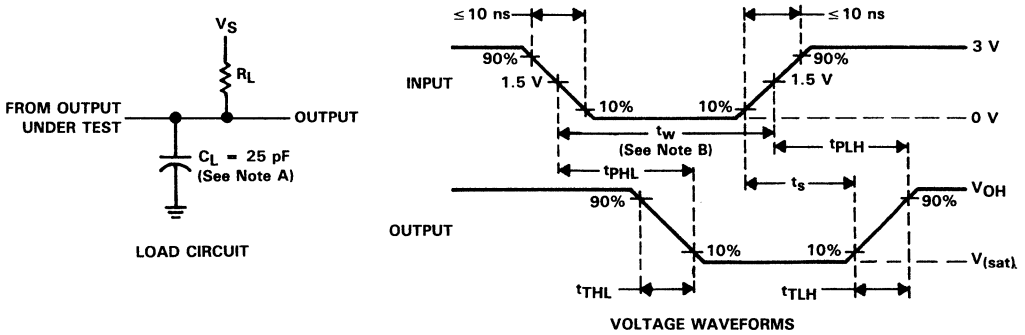 VS
RL
FROM OUTPUT
UNDER TEST
OUTPUT
CL = 25 pF
(See Note A)
LOAD CIRCUIT
≤ 10 ns
≤ 10 ns
90%
90%
3 V
INPUT
1.5 V
1.5 V
10%
10%
0 V
tw
(See Note B)
tPLH
tPHL
ts
VOH
90%
90%
OUTPUT
10%
10%
V(sat)
tTHL
tTLH
VOLTAGE WAVEFORMS